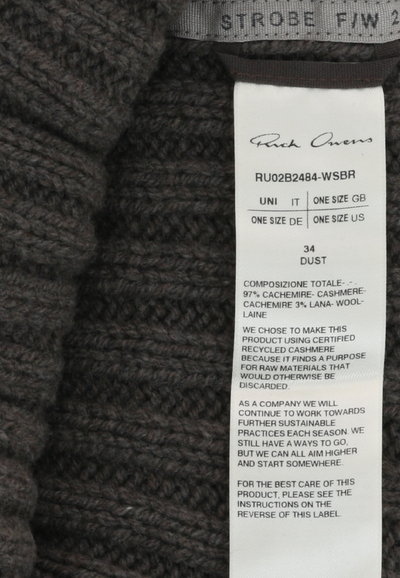 STROBE F/W 2
Rick Owens
RU02B2484-WSBR
UNI IT ONE SIZE GB
ONE SIZE DE ONE SIZE US
34
DUST
COMPOSIZIONE TOTALE- .-.
97% CACHEMIRE- CASHMERE-
CACHEMIRE 3% LANA- WOOL-
LAINE
WE CHOSE TO MAKE THIS
PRODUCT USING CERTIFIED
RECYCLED CASHMERE
BECAUSE IT FINDS A PURPOSE
FOR RAW MATERIALS THAT
WOULD OTHERWISE BE
DISCARDED.
AS A COMPANY WE WILL
CONTINUE TO WORK TOWARDS
FURTHER SUSTAINABLE
PRACTICES EACH SEASON. WE
STILL HAVE A WAYS TO GO,
BUT WE CAN ALL AIM HIGHER
AND START SOMEWHERE.
FOR THE BEST CARE OF THIS
PRODUCT, PLEASE SEE THE
INSTRUCTIONS ON THE
REVERSE OF THIS LABEL.